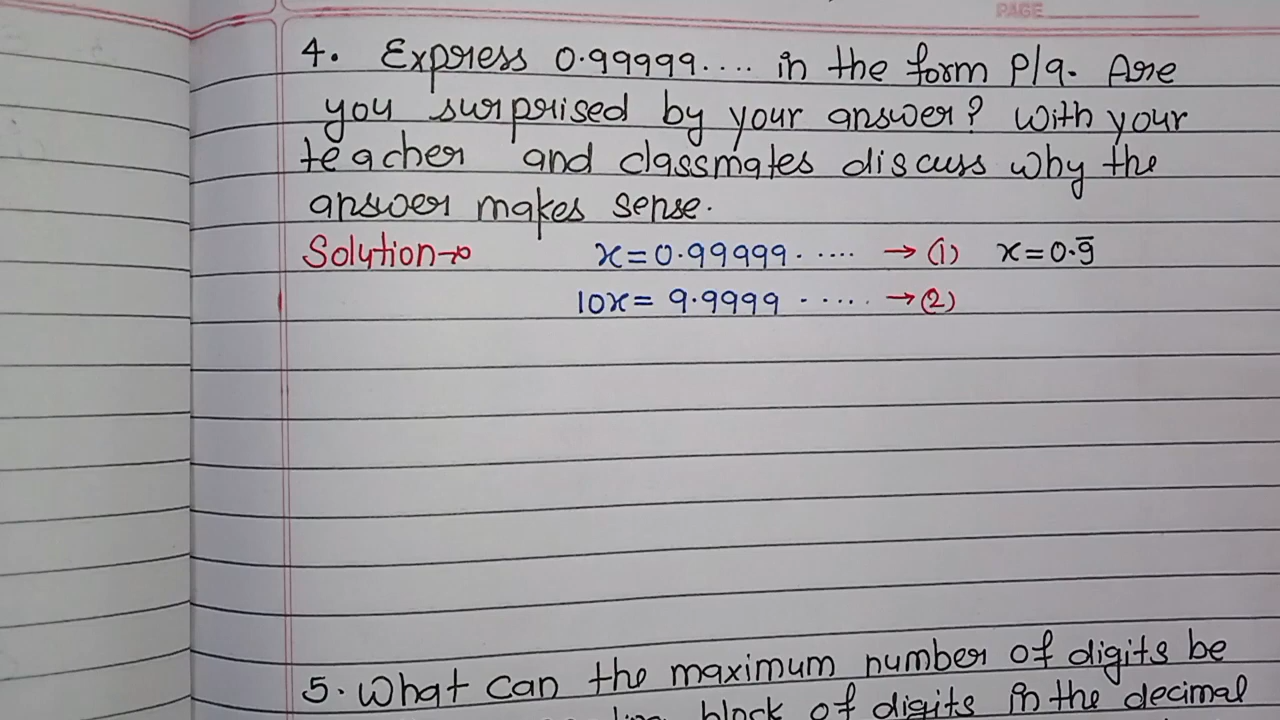 PAGE
4. Express 0.99999.... in the form P/q. Are
you surprised by your answer? With your
teacher and classmates discuss why the
answer makes sense.
Solution→ x=0.99999...... →(1) x=0.9̄
10x= 9.9999 ...... →(2)
5. What can the maximum number of digits be
block of digits in the decimal